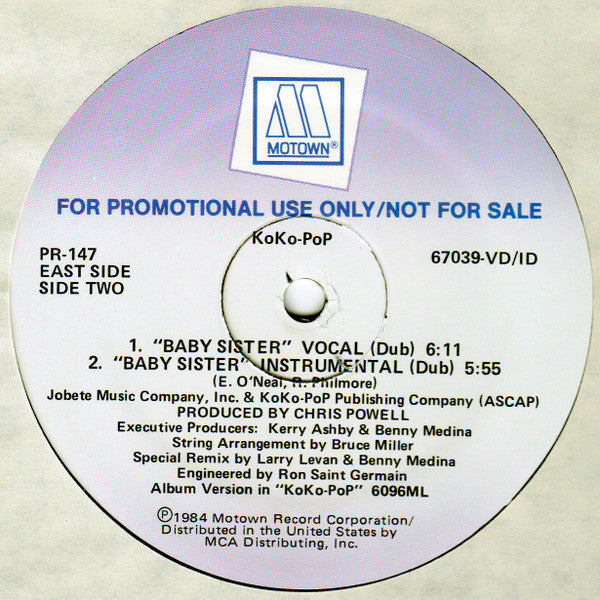 MOTOWN®
FOR PROMOTIONAL USE ONLY/NOT FOR SALE
KoKo-PoP
PR-147
EAST SIDE
SIDE TWO
67039-VD/ID
1. "BABY SISTER" VOCAL (Dub) 6:11
2. "BABY SISTER" INSTRUMENTAL (Dub) 5:55
(E. O'Neal, R. Philmore)
Jobete Music Company, Inc. & KoKo-PoP Publishing Company (ASCAP)
PRODUCED BY CHRIS POWELL
Executive Producers: Kerry Ashby & Benny Medina
String Arrangement by Bruce Miller
Special Remix by Larry Levan & Benny Medina
Engineered by Ron Saint Germain
Album Version in "KoKo-PoP" 6096ML
℗1984 Motown Record Corporation/
Distributed in the United States by
MCA Distributing, Inc.